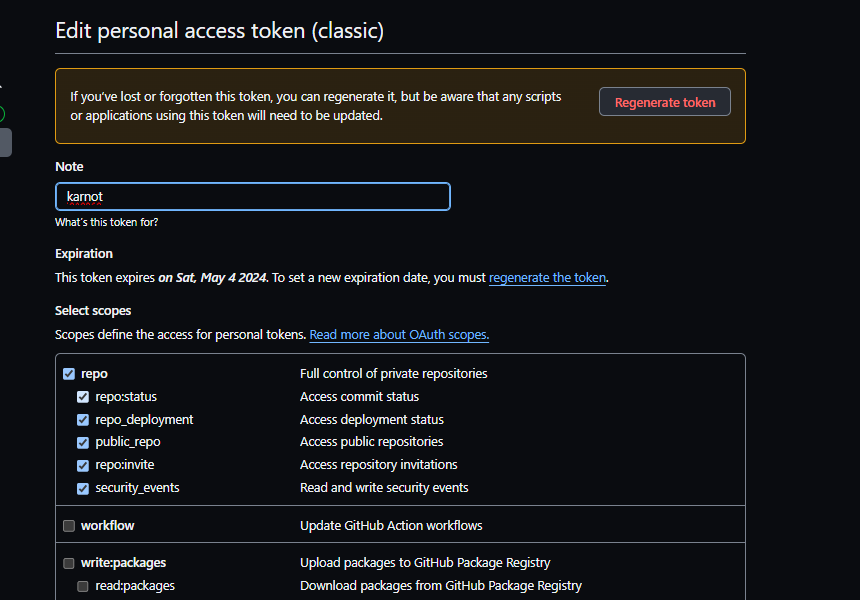 Edit personal access token (classic)
If you've lost or forgotten this token, you can regenerate it, but be aware that any scripts
or applications using this token will need to be updated.
Regenerate token
Note
karnot
What's this token for?
Expiration
This token expires on Sat, May 4 2024. To set a new expiration date, you must regenerate the token.
Select scopes
Scopes define the access for personal tokens. Read more about OAuth scopes.
repo Full control of private repositories
repo:status Access commit status
repo_deployment Access deployment status
public_repo Access public repositories
repo:invite Access repository invitations
security_events Read and write security events
workflow Update GitHub Action workflows
write:packages Upload packages to GitHub Package Registry
read:packages Download packages from GitHub Package Registry